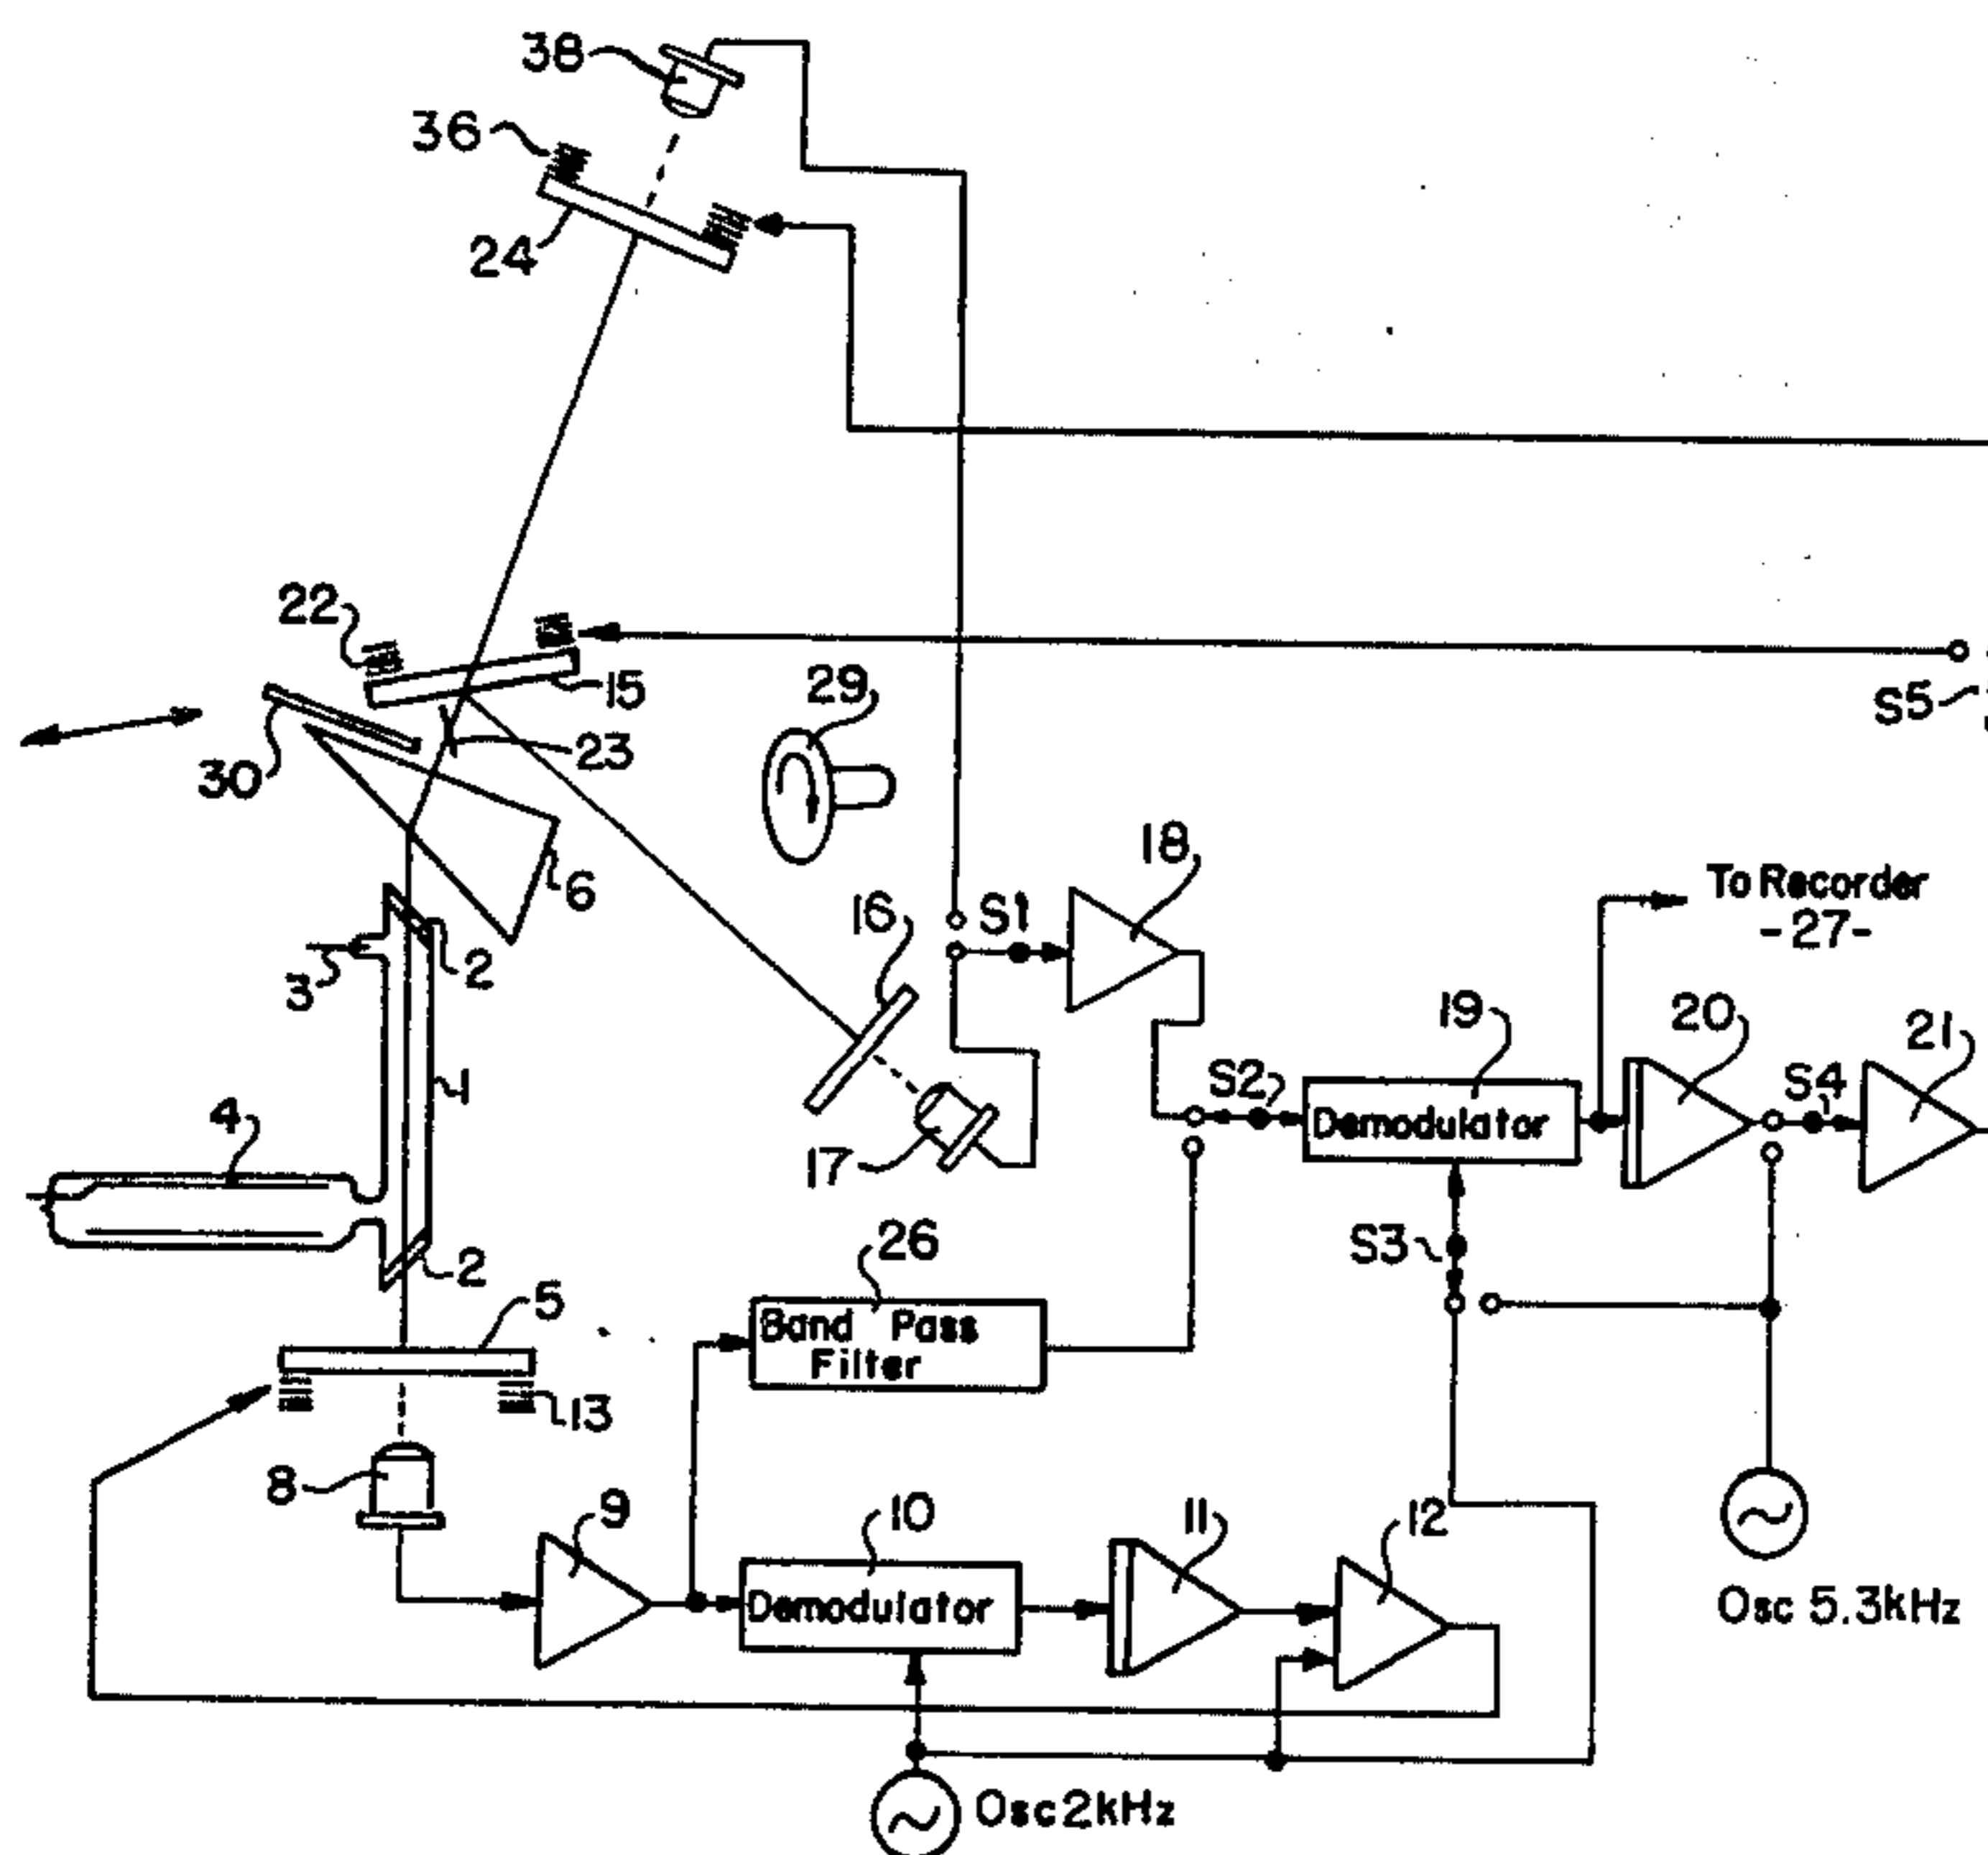 38
36
24
22
15
S5
29
23
30
18
6
16
S1
To Recorder
-27-
2
3
19
20
21
1
S2
S4
4
Demodulator
17
26
S3
2
5
Band Pass
Filter
13
8
9
10
11
12
Demodulator
Osc 5.3kHz
Osc 2kHz